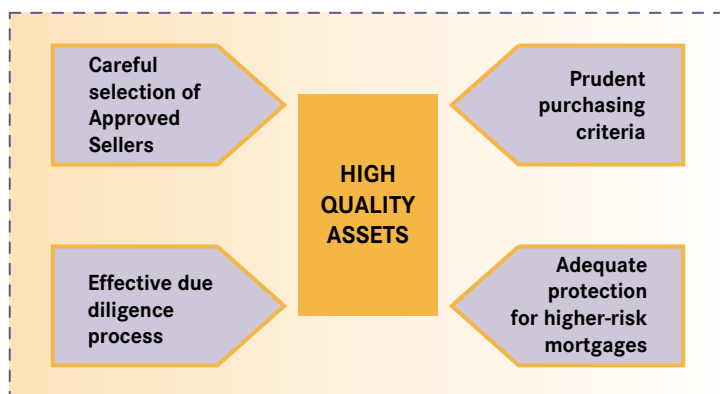 Careful
selection of
Approved
Sellers
Prudent
purchasing
criteria
HIGH
QUALITY
ASSETS
Effective due
diligence
process
Adequate
protection
for higher-risk
mortgages